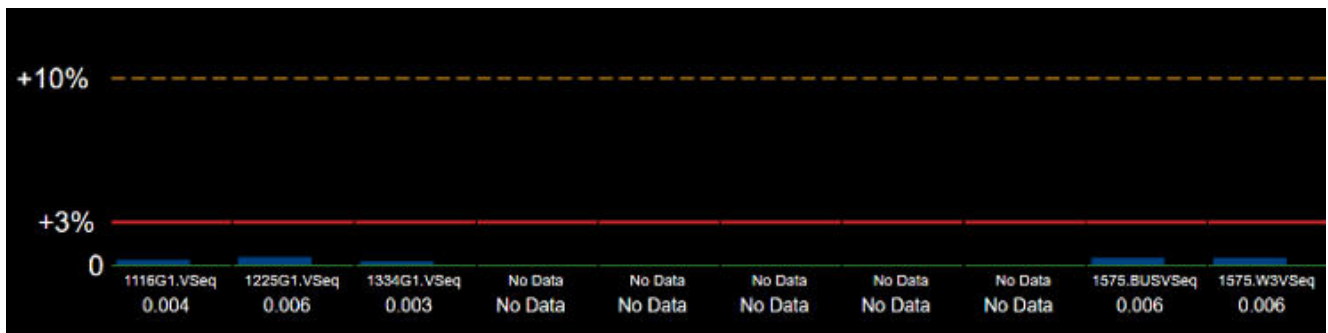 +10%
+3%
0
1116G1.VSeq 1225G1.VSeq 1334G1.VSeq No Data No Data No Data No Data No Data 1575.BUSVSeq 1575.W3VSeq
0.004 0.006 0.003 No Data No Data No Data No Data No Data 0.006 0.006